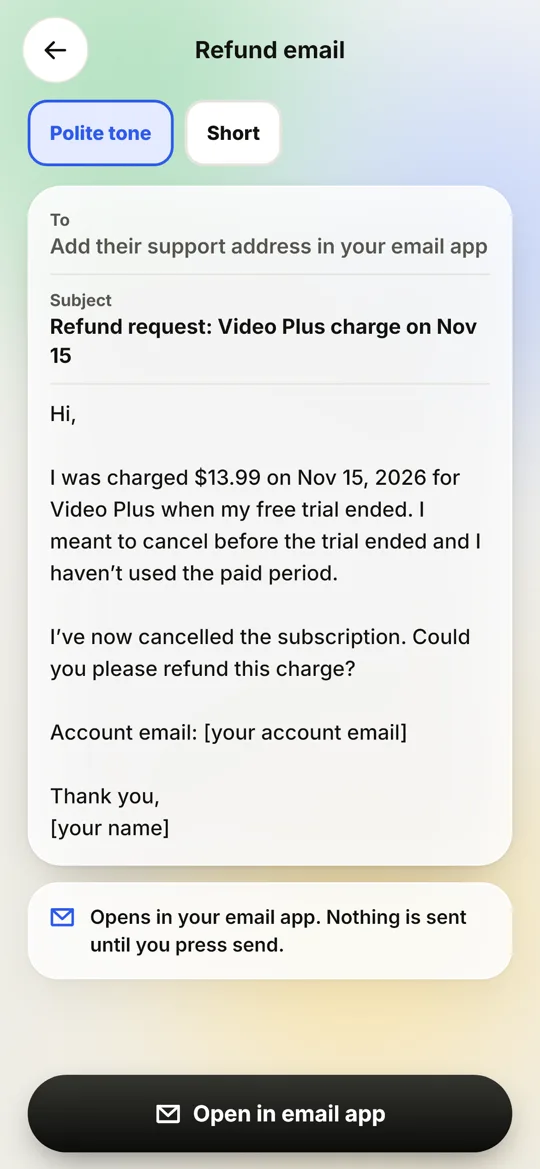 Refund email
Polite tone
Short
To
Add their support address in your email app
Subject
Refund request: Video Plus charge on Nov
15
Hi,
I was charged $13.99 on Nov 15, 2026 for
Video Plus when my free trial ended. I
meant to cancel before the trial ended and I
haven’t used the paid period.
I’ve now cancelled the subscription. Could
you please refund this charge?
Account email: [your account email]
Thank you,
[your name]
Opens in your email app. Nothing is sent
until you press send.
Open in email app